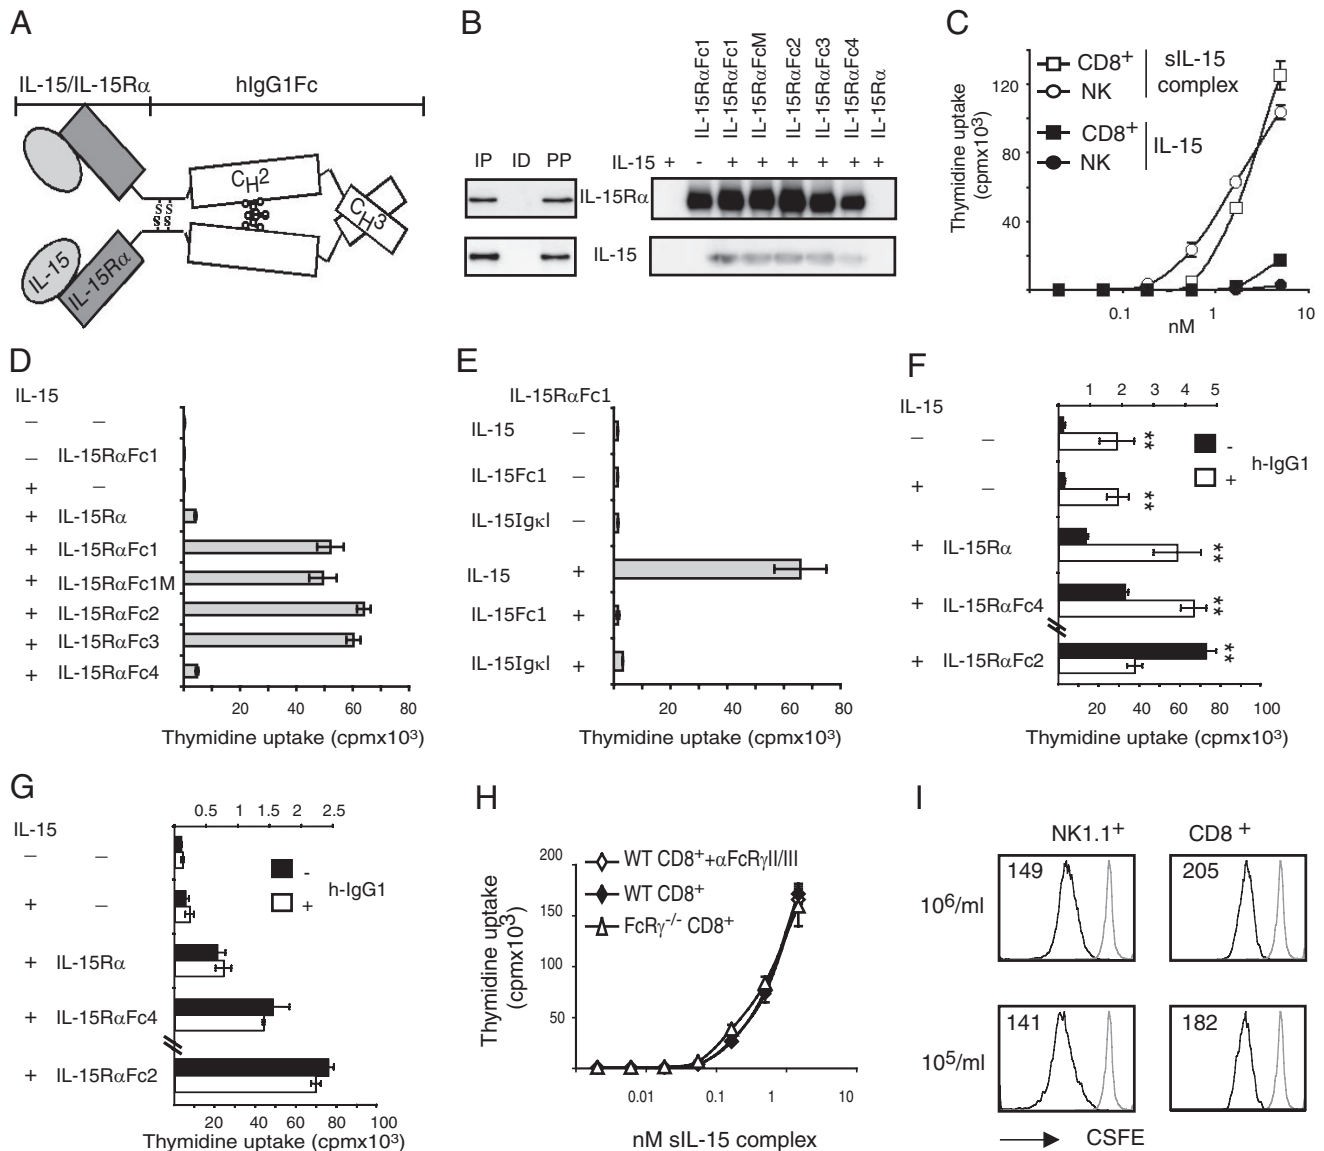 A
IL-15/IL-15Rα
hIgG1Fc
IL-15
IL-15Rα
S S
S S
CH2
CH3
B
IL-15RαFc1
IL-15RαFc1
IL-15RαFcM
IL-15RαFc2
IL-15RαFc3
IL-15RαFc4
IL-15Rα
IP ID PP
IL-15 + - + + + + + +
IL-15Rα
IL-15
C
CD8+
NK
sIL-15 complex
CD8+
NK
IL-15
Thymidine uptake (cpmx10³)
120
80
40
0.1 1 10
nM
D
IL-15
– –
– IL-15RαFc1
+ –
+ IL-15Rα
+ IL-15RαFc1
+ IL-15RαFc1M
+ IL-15RαFc2
+ IL-15RαFc3
+ IL-15RαFc4
20 40 60 80
Thymidine uptake (cpmx10³)
E
IL-15RαFc1
IL-15 –
IL-15Fc1 –
IL-15Igκl –
IL-15 +
IL-15Fc1 +
IL-15Igκl +
20 40 60 80
Thymidine uptake (cpmx10³)
F
1 2 3 4 5
IL-15
– –
+ –
+ IL-15Rα
+ IL-15RαFc4
+ IL-15RαFc2
**
**
**
**
**
-
+
h-IgG1
20 40 60 80 100
Thymidine uptake (cpmx10³)
G
0.5 1 1.5 2 2.5
IL-15
– –
+ –
+ IL-15Rα
+ IL-15RαFc4
+ IL-15RαFc2
-
+
h-IgG1
20 40 60 80 100
Thymidine uptake (cpmx10³)
H
WT CD8++αFcRγII/III
WT CD8+
FcRγ-/- CD8+
Thymidine uptake (cpmx10³)
200
150
100
50
0.01 0.1 1 10
nM sIL-15 complex
I
NK1.1+ CD8 +
10⁶/ml
149
205
10⁵/ml
141
182
CSFE